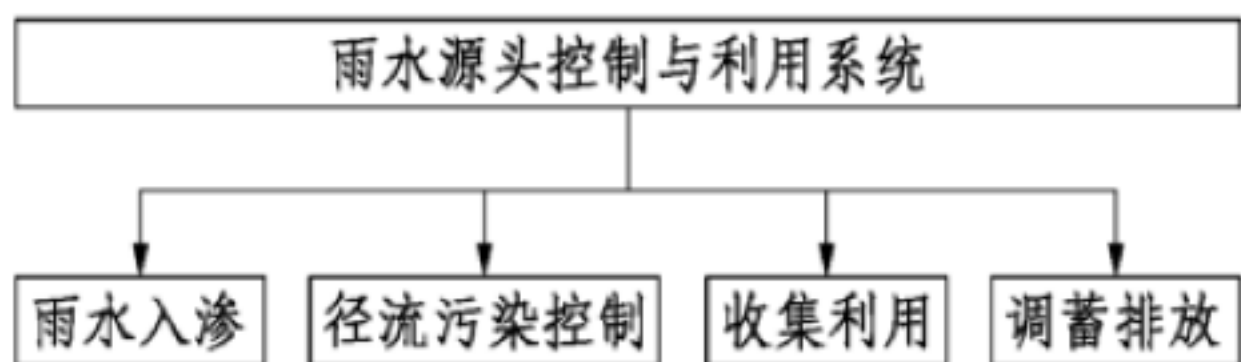 雨水源头控制与利用系统
雨水入渗
径流污染控制
收集利用
调蓄排放